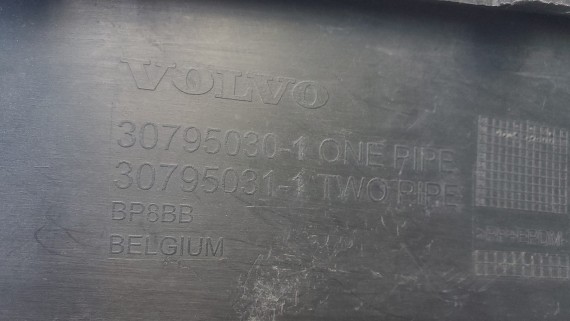 VOLVO
30795030-1 ONE PIPE
30795031-1 TWO PIPE
BP8BB
BELGIUM